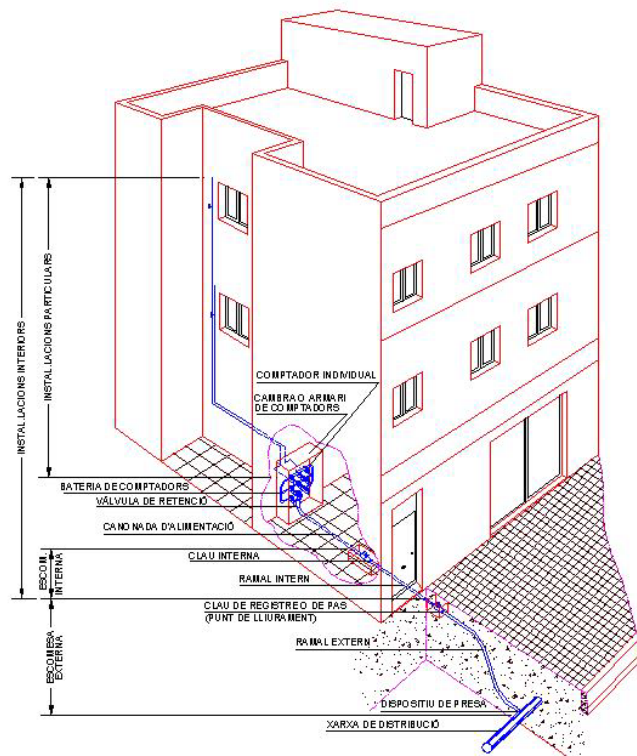 INSTAL.LACIONS INTERIORS
INSTAL.LACIONS PARTICULARS
COMPTADOR INDIVIDUAL
CAMBRA O ARMARI
DE COMPTADORS
BATERIA DE COMPTADORS
VÁLVULA DE RETENCIÓ
CANONADA D'ALIMENTACIÓ
CLAU INTERNA
ESCOM.
INTERNA
RAMAL INTERN
CLAU DE REGISTRE O DE PAS
(PUNT DE LLIURAMENT)
ESCOMESA
EXTERNA
RAMAL EXTERN
DISPOSITIU DE PRESA
XARXA DE DISTRIBUCIÓ